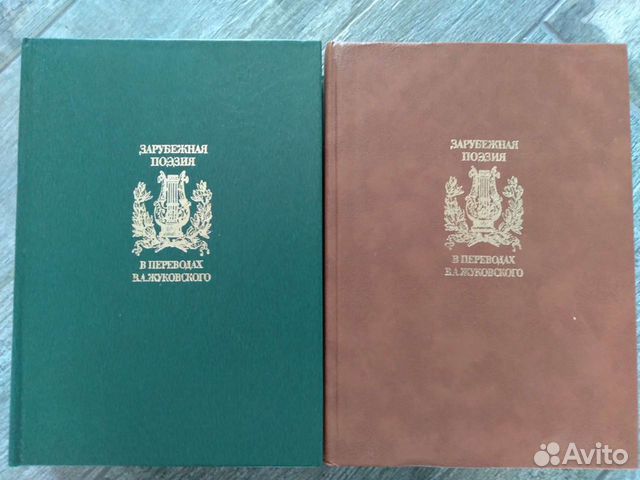 ЗАРУБЕЖНАЯ
ПОЭЗИЯ
В ПЕРЕВОДАХ
В.А.ЖУКОВСКОГО
ЗАРУБЕЖНАЯ
ПОЭЗИЯ
В ПЕРЕВОДАХ
В.А.ЖУКОВСКОГО
Avito